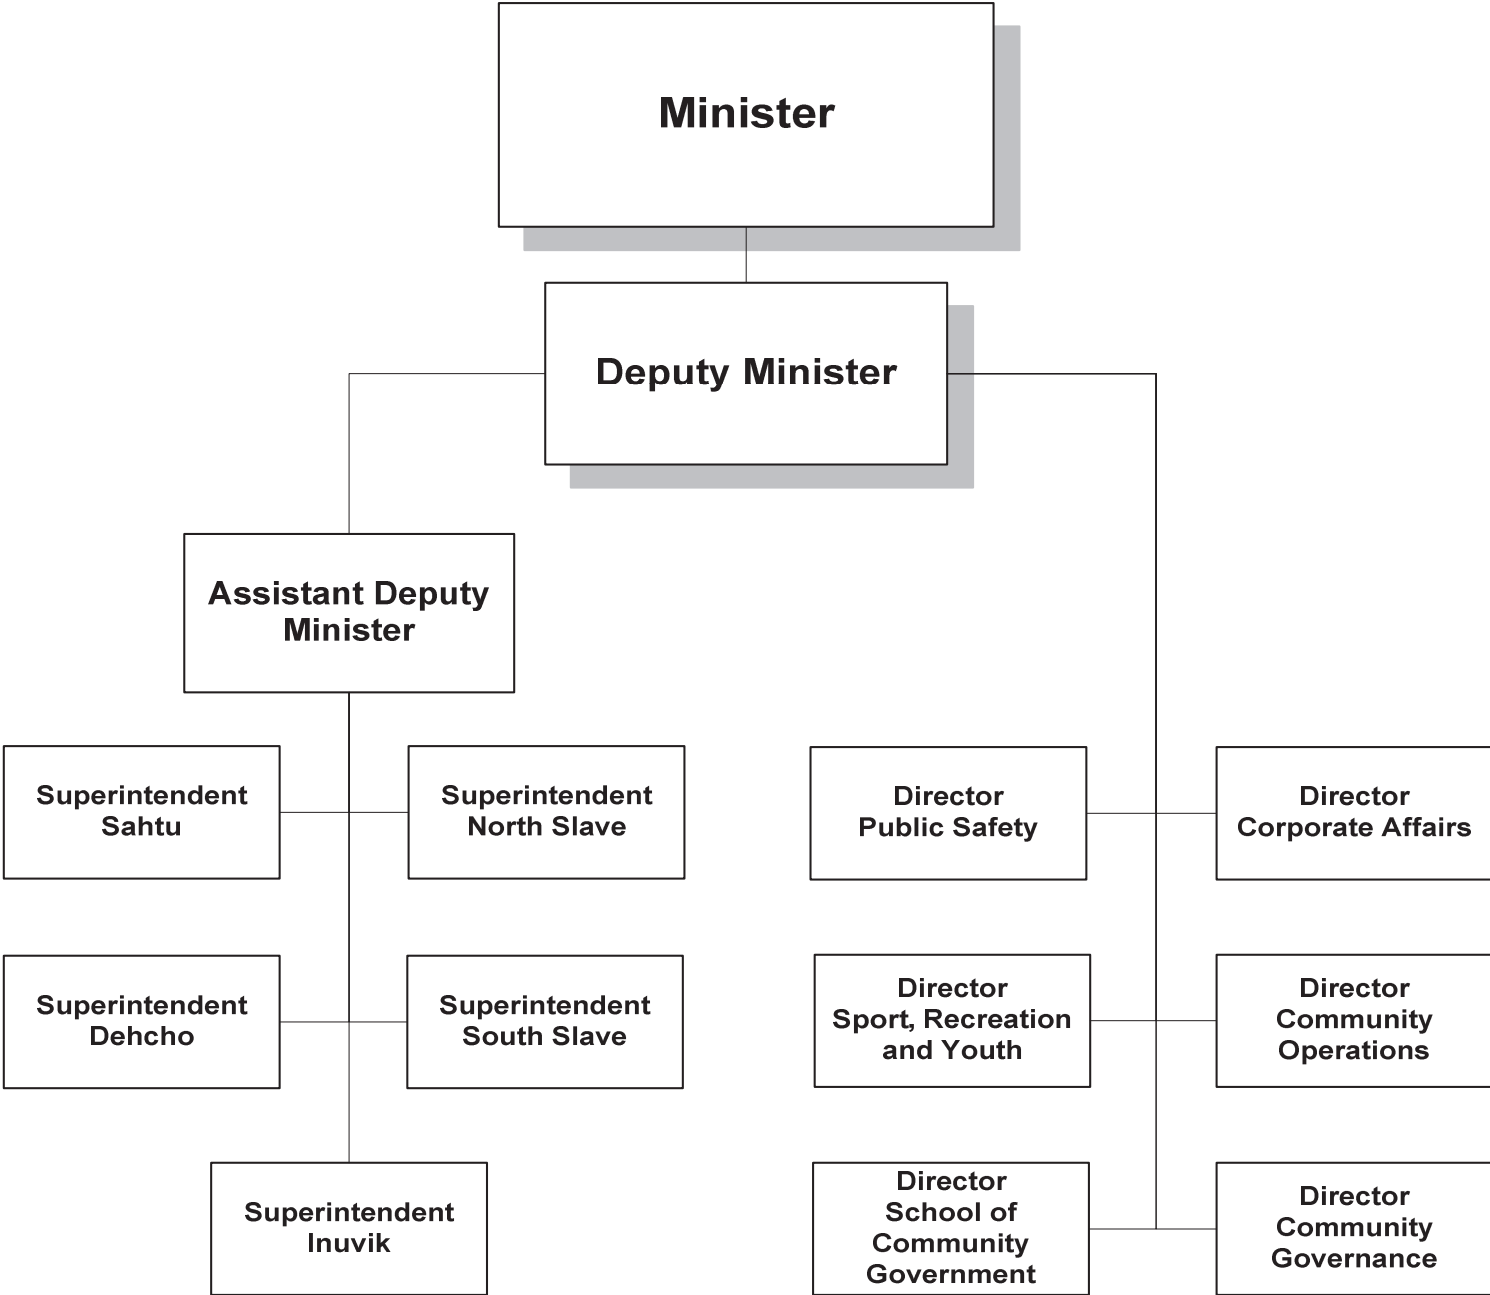 Minister
Deputy Minister
Assistant Deputy
Minister
Superintendent
Sahtu
Superintendent
North Slave
Director
Public Safety
Director
Corporate Affairs
Superintendent
Dehcho
Superintendent
South Slave
Director
Sport, Recreation
and Youth
Director
Community
Operations
Superintendent
Inuvik
Director
School of
Community
Government
Director
Community
Governance